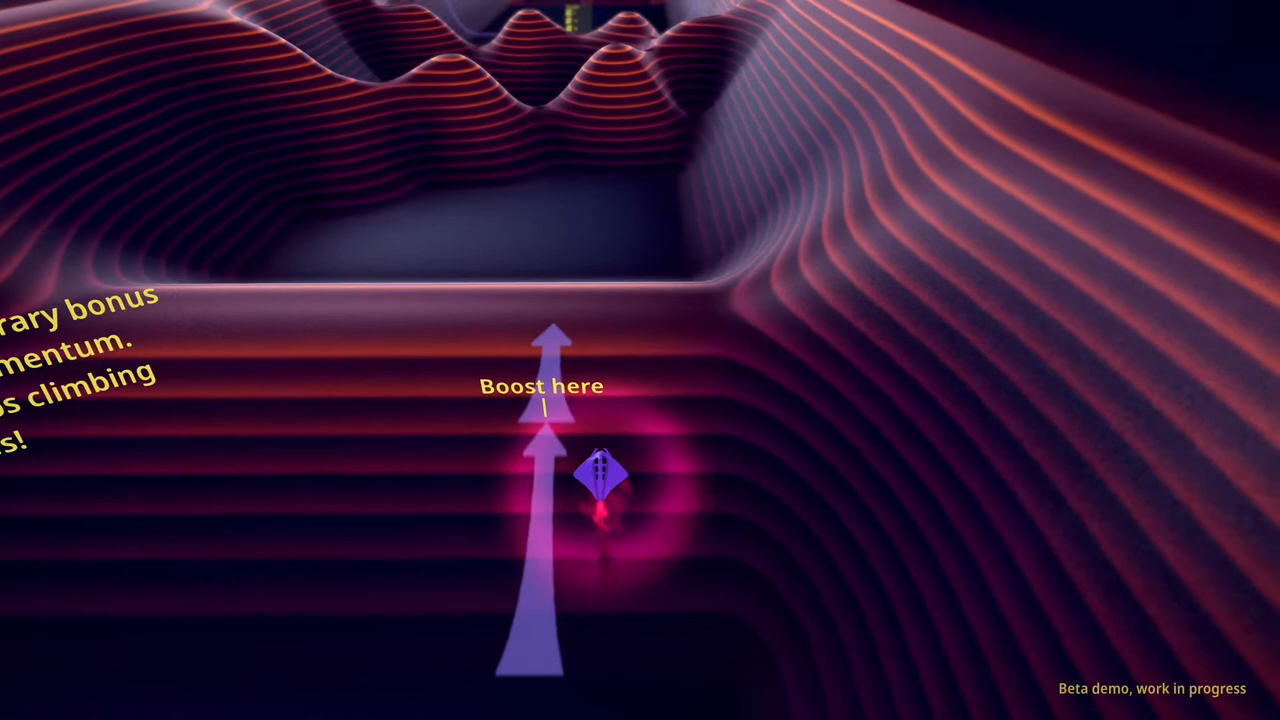 rary bonus
mentum.
s climbing
s!
Boost here
Beta demo, work in progress